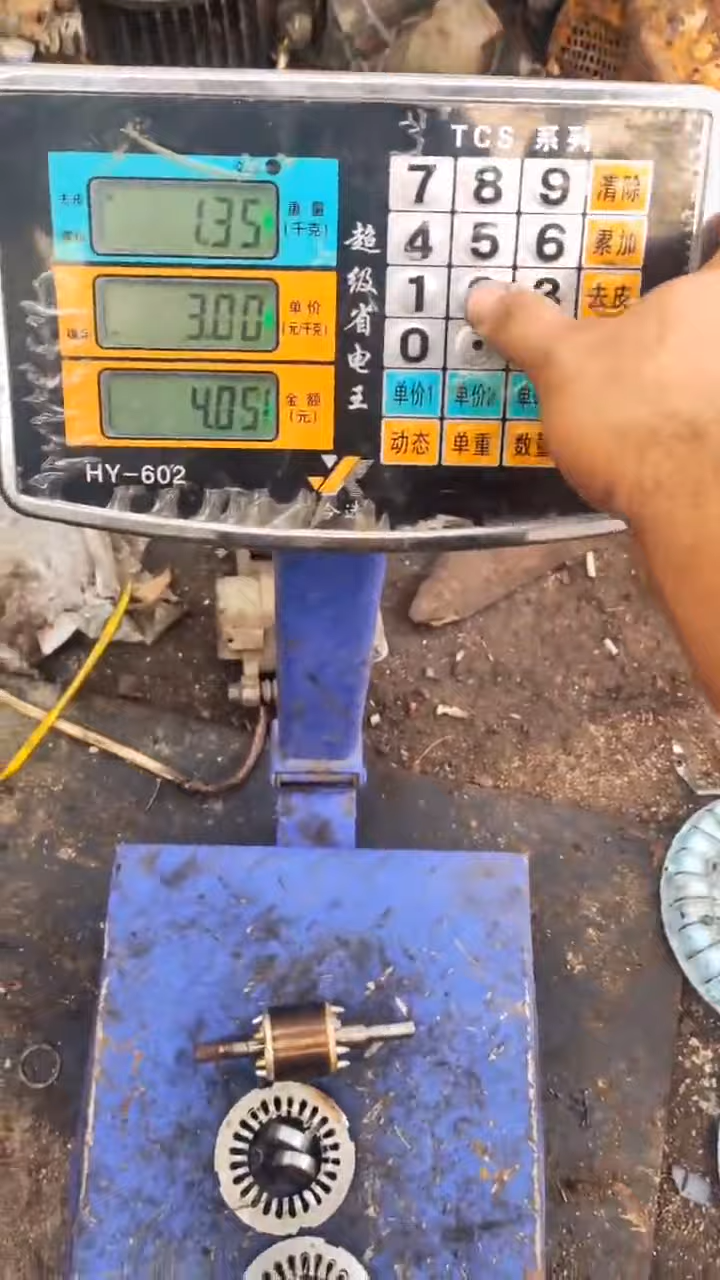 TCS 系列
1.35
重量
(千克)
3.00
单价
(元/千克)
4.05
金额
(元)
超级省电王
7 8 9 清除
4 5 6 累加
1 3 去皮
0 .
单价1 单价2
动态 单重 数量
HY-602